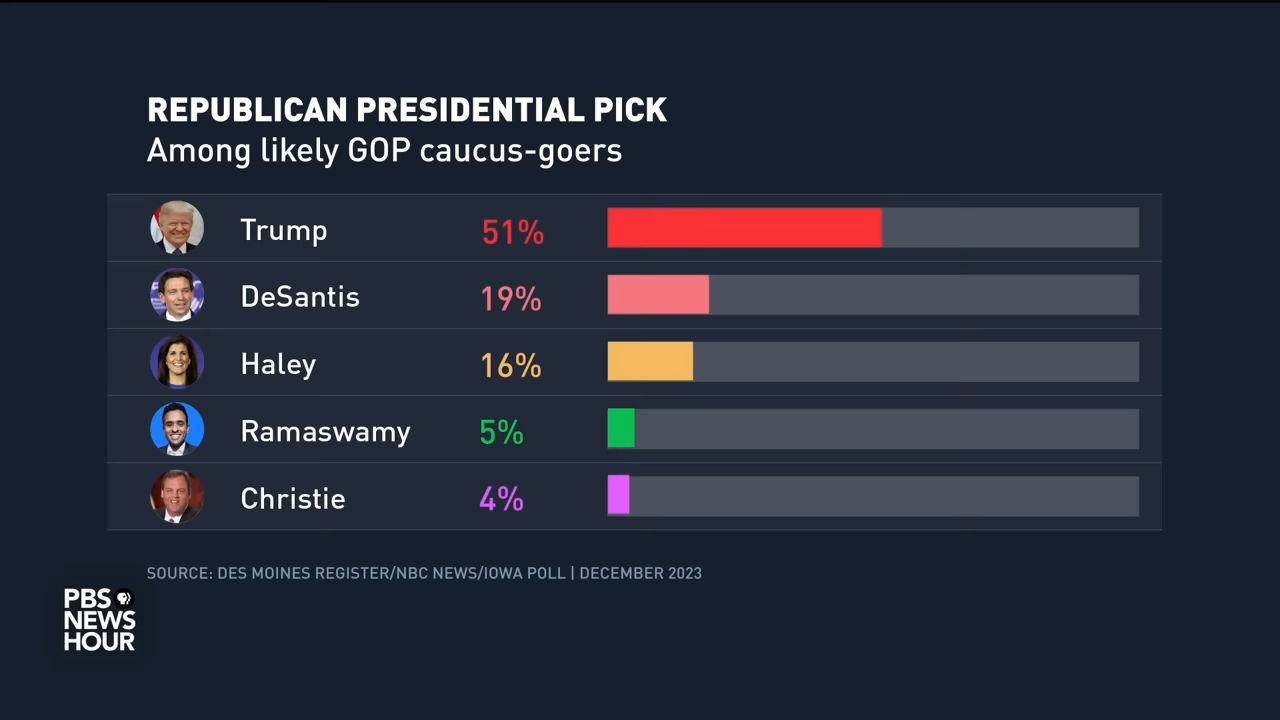 REPUBLICAN PRESIDENTIAL PICK
Among likely GOP caucus-goers
Trump 51%
DeSantis 19%
Haley 16%
Ramaswamy 5%
Christie 4%
SOURCE: DES MOINES REGISTER/NBC NEWS/IOWA POLL | DECEMBER 2023
PBS
NEWS
HOUR